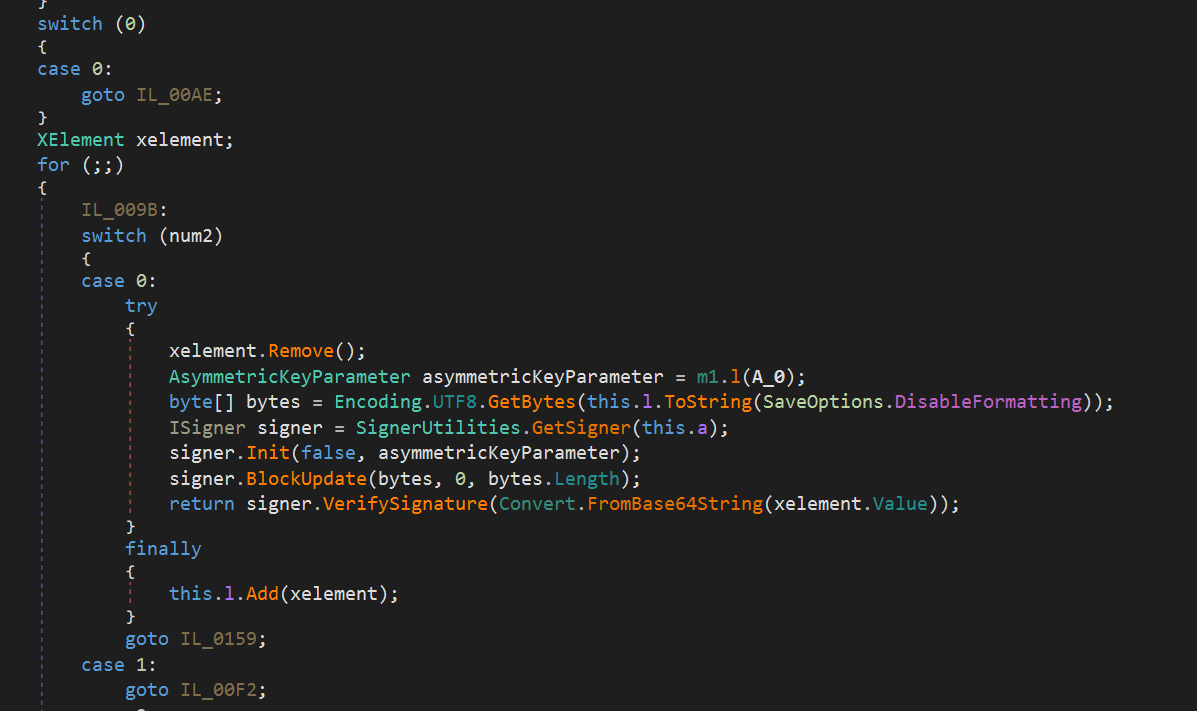 }
switch (0)
{
case 0:
    goto IL_00AE;
}
XElement xelement;
for (;;)
{
    IL_009B:
    switch (num2)
    {
    case 0:
        try
        {
            xelement.Remove();
            AsymmetricKeyParameter asymmetricKeyParameter = m1.l(A_0);
            byte[] bytes = Encoding.UTF8.GetBytes(this.l.ToString(SaveOptions.DisableFormatting));
            ISigner signer = SignerUtilities.GetSigner(this.a);
            signer.Init(false, asymmetricKeyParameter);
            signer.BlockUpdate(bytes, 0, bytes.Length);
            return signer.VerifySignature(Convert.FromBase64String(xelement.Value));
        }
        finally
        {
            this.l.Add(xelement);
        }
        goto IL_0159;
    case 1:
        goto IL_00F2;